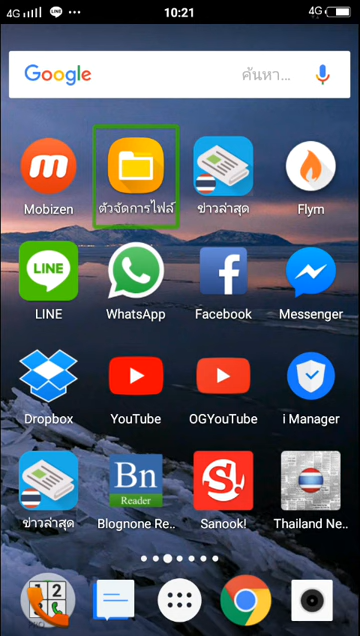 4G LINE ... 10:21 4G
Google ค้นหา...
m
Mobizen ตัวจัดการไฟล์ ข่าวล่าสุด Flym
LINE
LINE WhatsApp Facebook Messenger
Dropbox YouTube OGYouTube i Manager
Bn
Reader
S!
ข่าวล่าสุด Blognone Re.. Sanook! Thailand Ne..
1 2